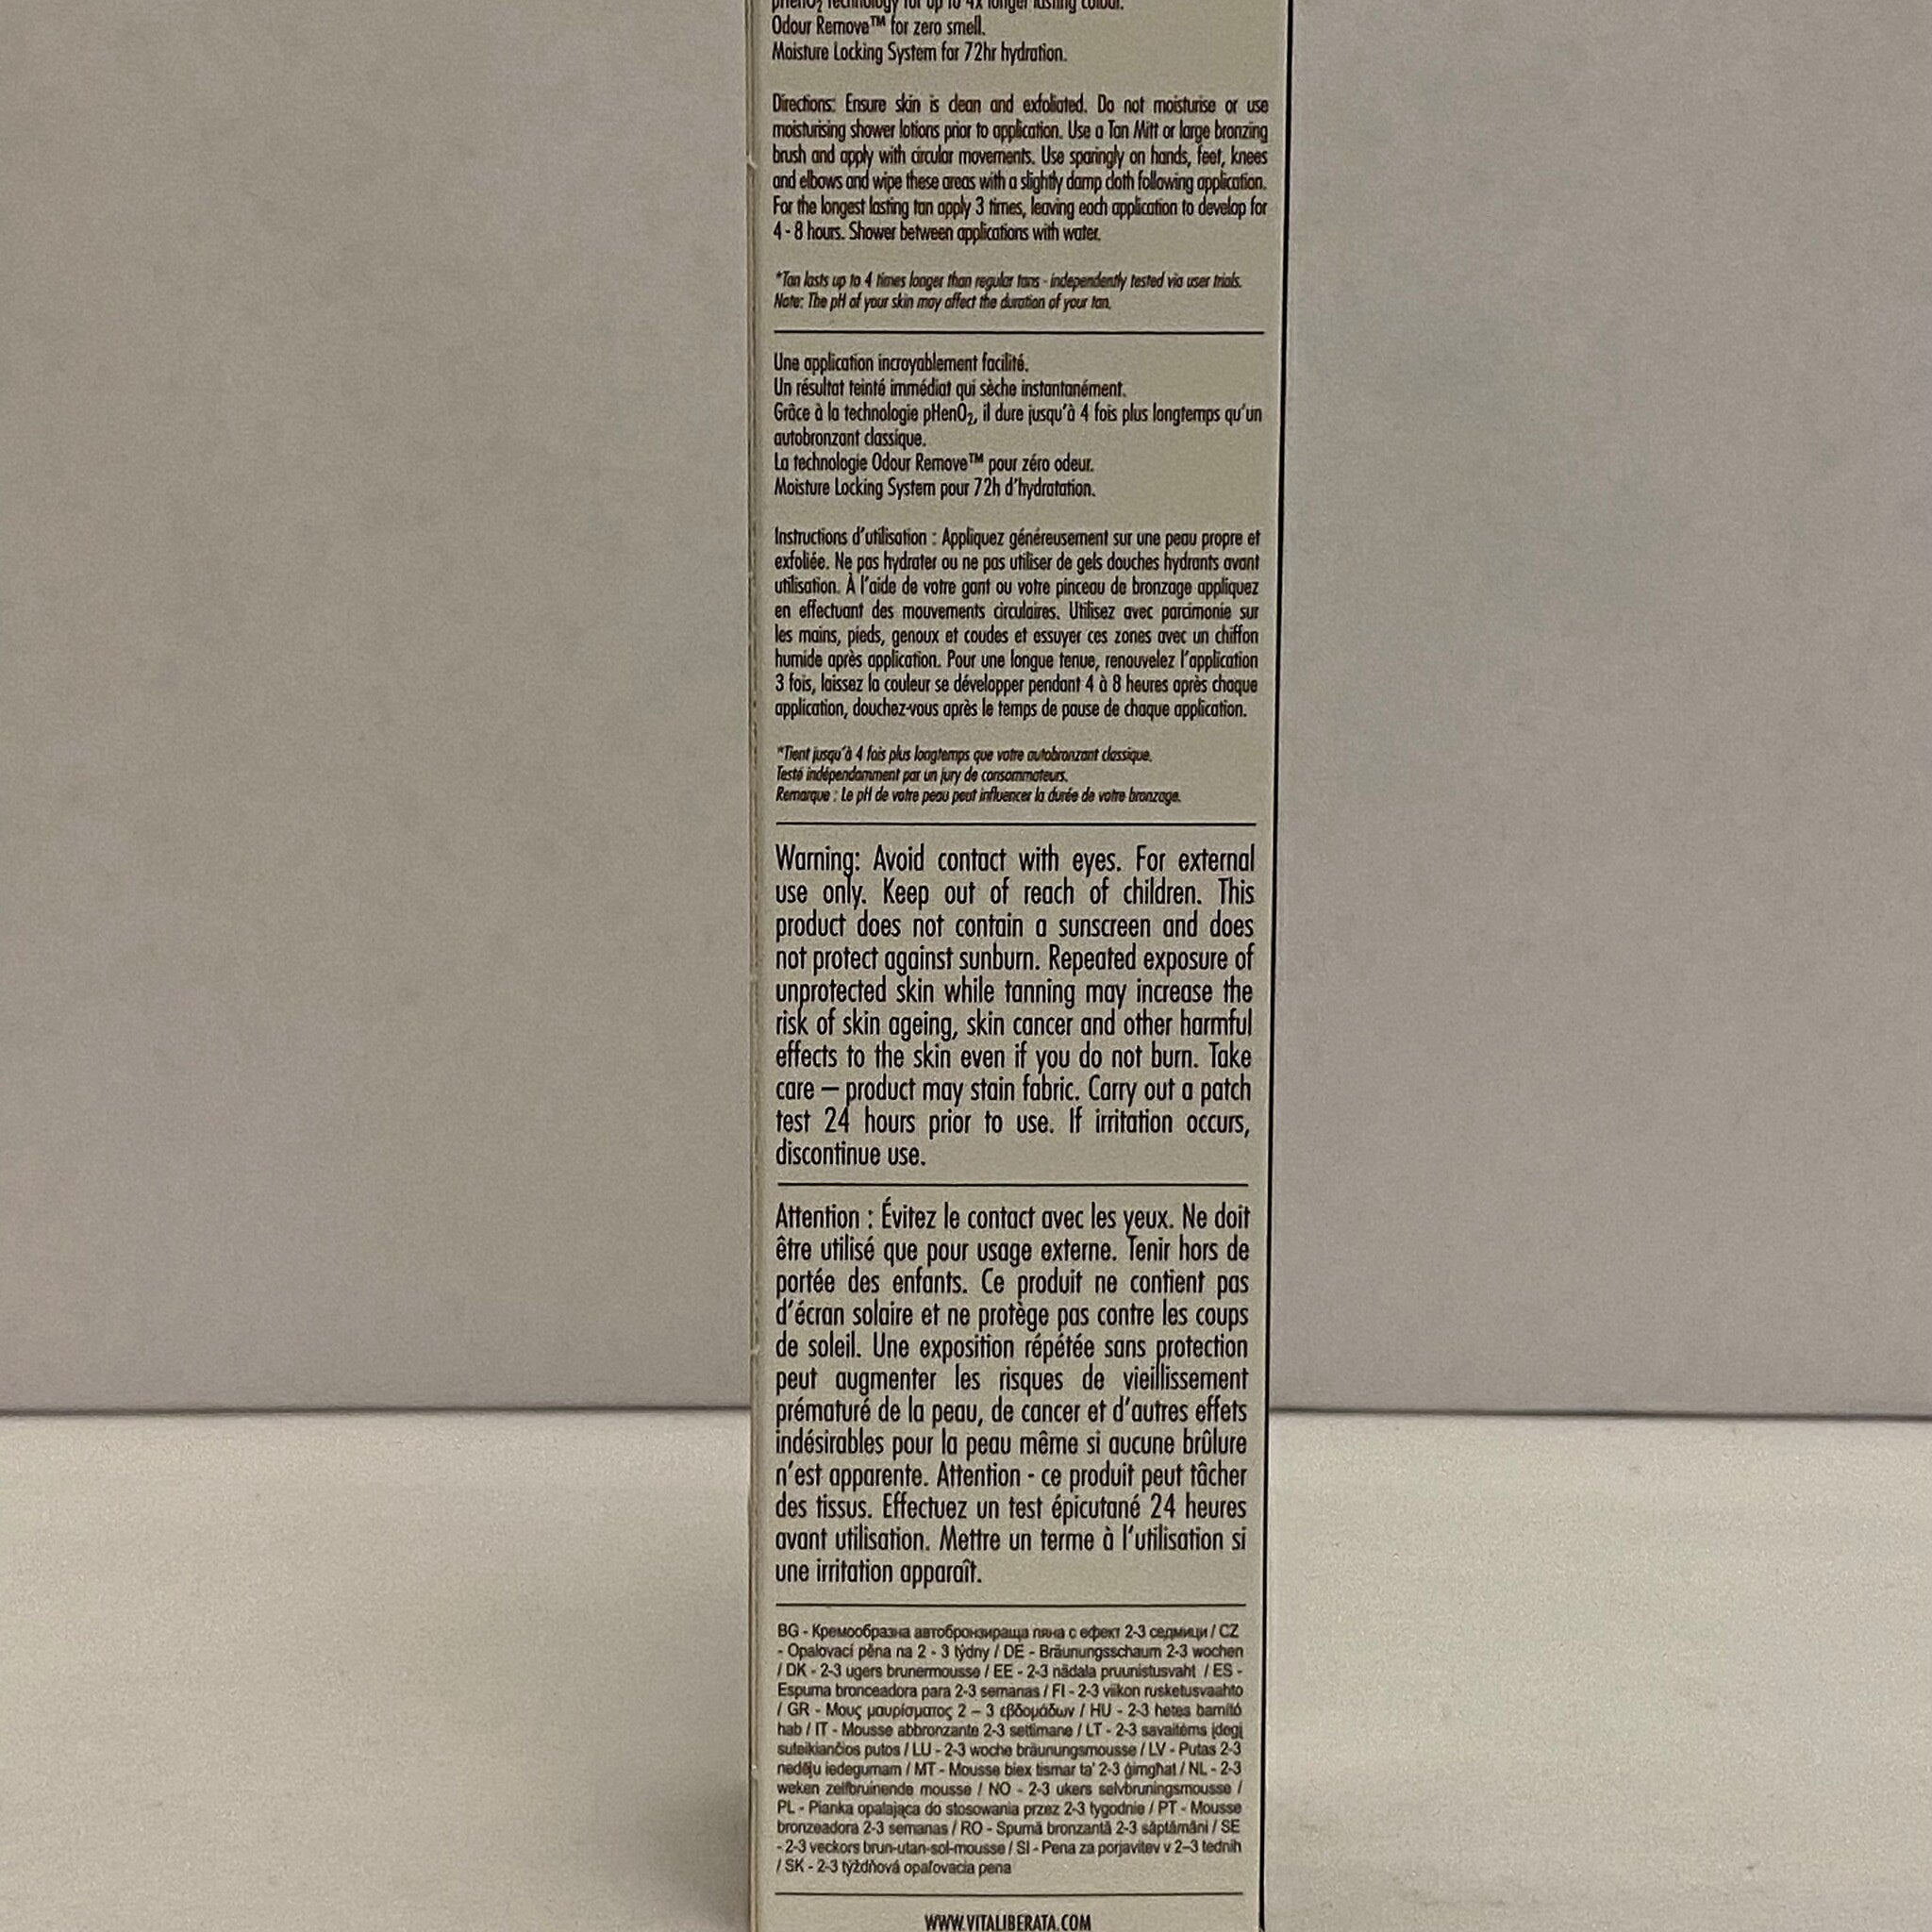 pHenO₂ Technology for up to 4x longer lasting colour.
Odour Remove™ for zero smell.
Moisture Locking System for 72hr hydration.
Directions: Ensure skin is clean and exfoliated. Do not moisturise or use
moisturising shower lotions prior to application. Use a Tan Mitt or large bronzing
brush and apply with circular movements. Use sparingly on hands, feet, knees
and elbows and wipe these areas with a slightly damp cloth following application.
For the longest lasting tan apply 3 times, leaving each application to develop for
4 - 8 hours. Shower between applications with water.
*Tan lasts up to 4 times longer than regular tans - independently tested via user trials.
Note: The pH of your skin may affect the duration of your tan.
Une application incroyablement facilité.
Un résultat teinté immédiat qui sèche instantanément.
Grâce à la technologie pHenO₂, il dure jusqu'à 4 fois plus longtemps qu'un
autobronzant classique.
La technologie Odour Remove™ pour zéro odeur.
Moisture Locking System pour 72h d'hydratation.
Instructions d'utilisation : Appliquez généreusement sur une peau propre et
exfoliée. Ne pas hydrater ou ne pas utiliser de gels douches hydrants avant
utilisation. À l'aide de votre gant ou votre pinceau de bronzage appliquez
en effectuant des mouvements circulaires. Utilisez avec parcimonie sur
les mains, pieds, genoux et coudes et essuyer ces zones avec un chiffon
humide après application. Pour une longue tenue, renouvelez l'application
3 fois, laissez la couleur se développer pendant 4 à 8 heures après chaque
application, douchez-vous après le temps de pause de chaque application.
*Tient jusqu'à 4 fois plus longtemps que votre autobronzant classique.
Testé indépendamment par un jury de consommateurs.
Remarque : Le pH de votre peau peut influencer la durée de votre bronzage.
Warning: Avoid contact with eyes. For external
use only. Keep out of reach of children. This
product does not contain a sunscreen and does
not protect against sunburn. Repeated exposure of
unprotected skin while tanning may increase the
risk of skin ageing, skin cancer and other harmful
effects to the skin even if you do not burn. Take
care – product may stain fabric. Carry out a patch
test 24 hours prior to use. If irritation occurs,
discontinue use.
Attention : Évitez le contact avec les yeux. Ne doit
être utilisé que pour usage externe. Tenir hors de
portée des enfants. Ce produit ne contient pas
d'écran solaire et ne protège pas contre les coups
de soleil. Une exposition répétée sans protection
peut augmenter les risques de vieillissement
prématuré de la peau, de cancer et d'autres effets
indésirables pour la peau même si aucune brûlure
n'est apparente. Attention - ce produit peut tâcher
des tissus. Effectuez un test épicutané 24 heures
avant utilisation. Mettre un terme à l'utilisation si
une irritation apparaît.
BG - Кремообразна автобронзираща пяна с ефект 2-3 седмици / CZ
- Opalovací pěna na 2 - 3 týdny / DE - Bräunungsschaum 2-3 wochen
/ DK - 2-3 ugers brunermousse / EE - 2-3 nädala pruunistusvaht / ES -
Espuma bronceadora para 2-3 semanas / FI - 2-3 viikon rusketusvaahto
/ GR - Μους μαυρίσματος 2 – 3 εβδομάδων / HU - 2-3 hetes barnító
hab / IT - Mousse abbronzante 2-3 settimane / LT - 2-3 savaitėms įdegį
suteikiančios putos / LU - 2-3 woche bräunungsmousse / LV - Putas 2-3
nedēļu iedegumam / MT - Mousse biex tismar ta' 2-3 ġimgħat / NL - 2-3
weken zelfbruinende mousse / NO - 2-3 ukers selvbruningsmousse /
PL - Pianka opalająca do stosowania przez 2-3 tygodnie / PT - Mousse
bronzeadora 2-3 semanas / RO - Spumă bronzantă 2-3 săptămâni / SE
- 2-3 veckors brun-utan-sol-mousse / SI - Pena za porjavitev v 2–3 tednih
/ SK - 2-3 týždňová opaľovacia pena
WWW.VITALIBERATA.COM